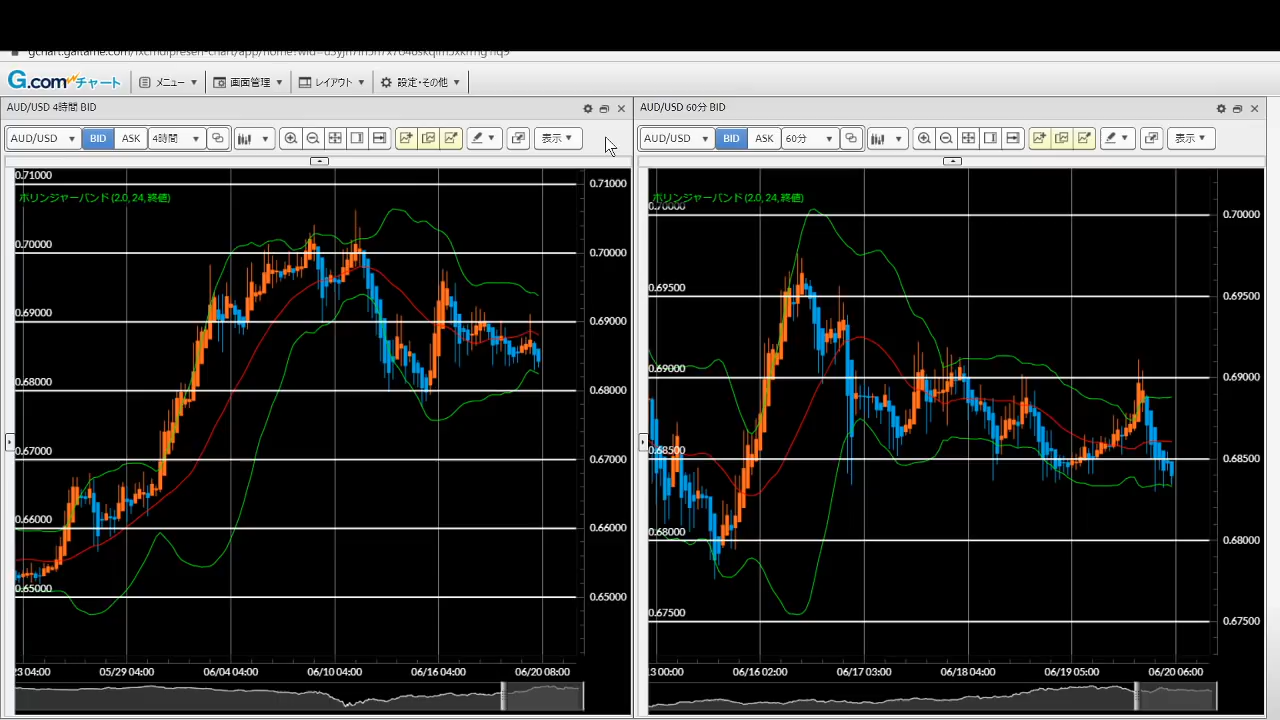 G.comチャート メニュー 画面管理 レイアウト 設定・その他
AUD/USD 4時間 BID
AUD/USD BID ASK 4時間 表示
ボリンジャーバンド (2.0, 24, 終値)
0.71000
0.70000
0.69000
0.68000
0.67000
0.66000
0.65000
0.71000
0.70000
0.69000
0.68000
0.67000
0.66000
0.65000
23 04:00 05/29 04:00 06/04 04:00 06/10 04:00 06/16 04:00 06/20 08:00
AUD/USD 60分 BID
AUD/USD BID ASK 60分 表示
ボリンジャーバンド (2.0, 24, 終値)
0.70000
0.69500
0.69000
0.68500
0.68000
0.67500
0.70000
0.69500
0.69000
0.68500
0.68000
0.67500
13 00:00 06/16 02:00 06/17 03:00 06/18 04:00 06/19 05:00 06/20 06:00